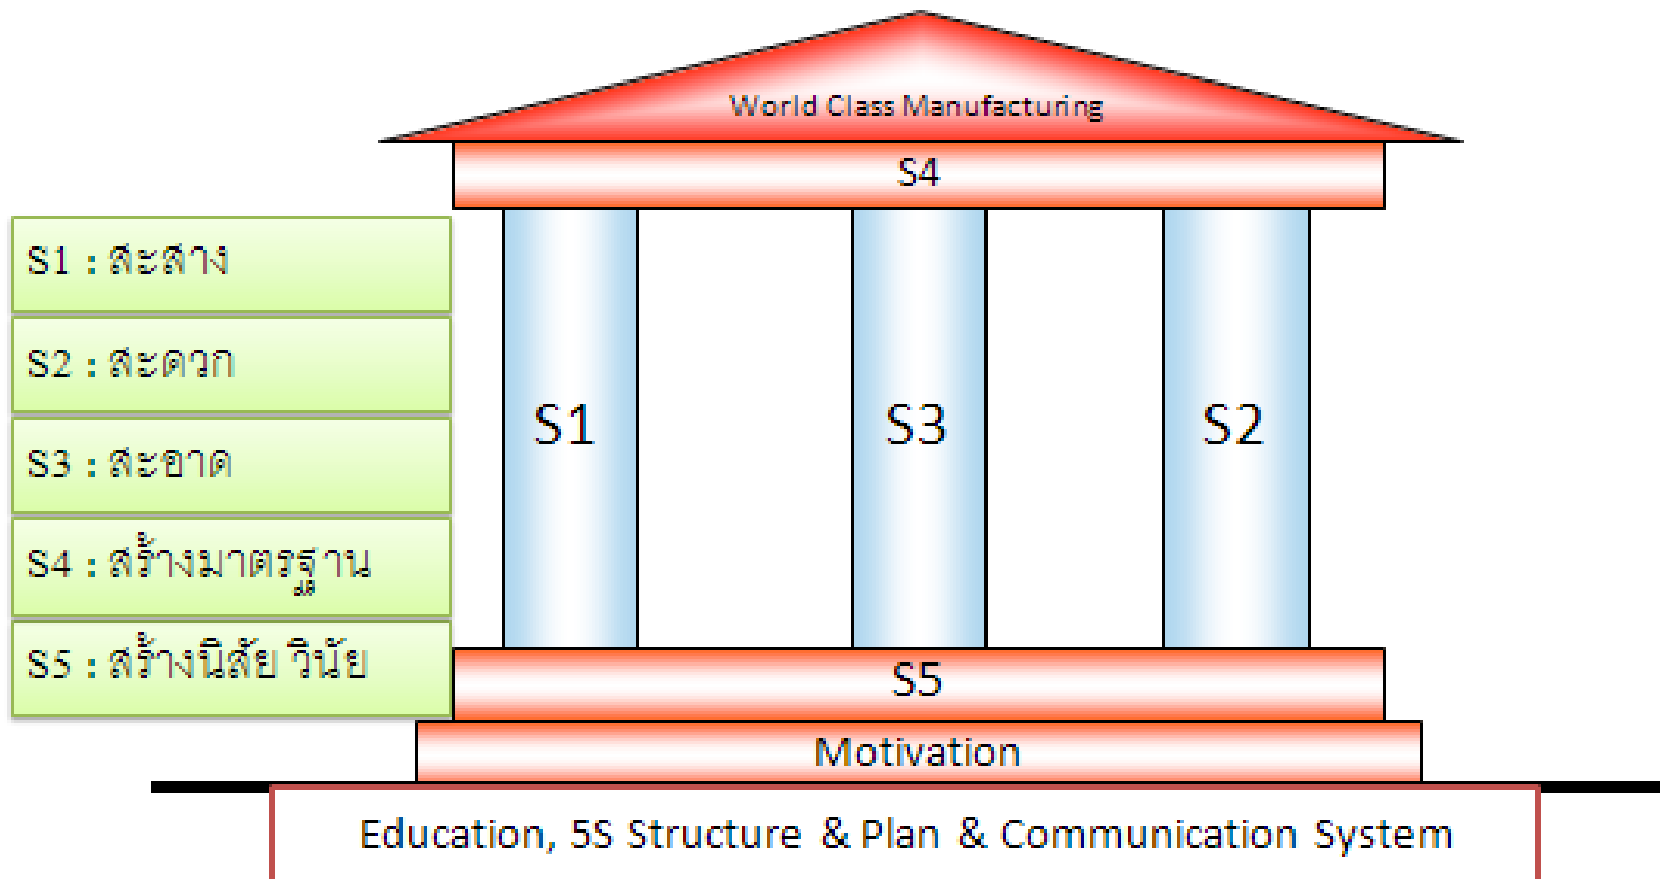 World Class Manufacturing
S4
S1 : สะสาง
S2 : สะดวก
S3 : สะอาด
S4 : สร้างมาตรฐาน
S5 : สร้างนิสัย วินัย
S1
S3
S2
S5
Motivation
Education, 5S Structure & Plan & Communication System